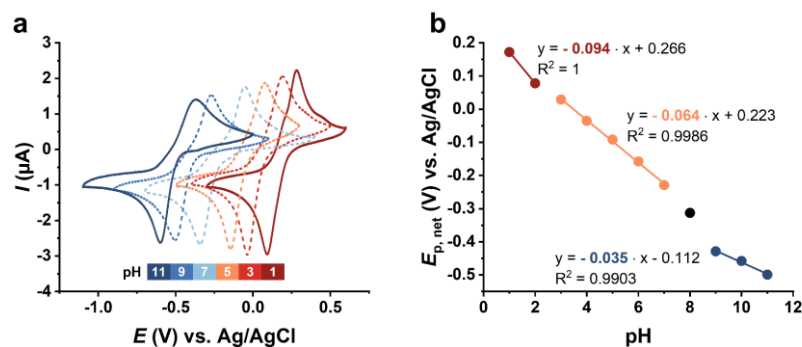 a
3
2
1
0
-1
-2
-3
-4
I (µA)
pH 11 9 7 5 3 1
-1.0 -0.5 0.0 0.5
E (V) vs. Ag/AgCl
b
0.2
0.1
0.0
-0.1
-0.2
-0.3
-0.4
-0.5
Ep, net (V) vs. Ag/AgCl
y = - 0.094 · x + 0.266
R² = 1
y = - 0.064 · x + 0.223
R² = 0.9986
y = - 0.035 · x - 0.112
R² = 0.9903
0 2 4 6 8 10 12
pH